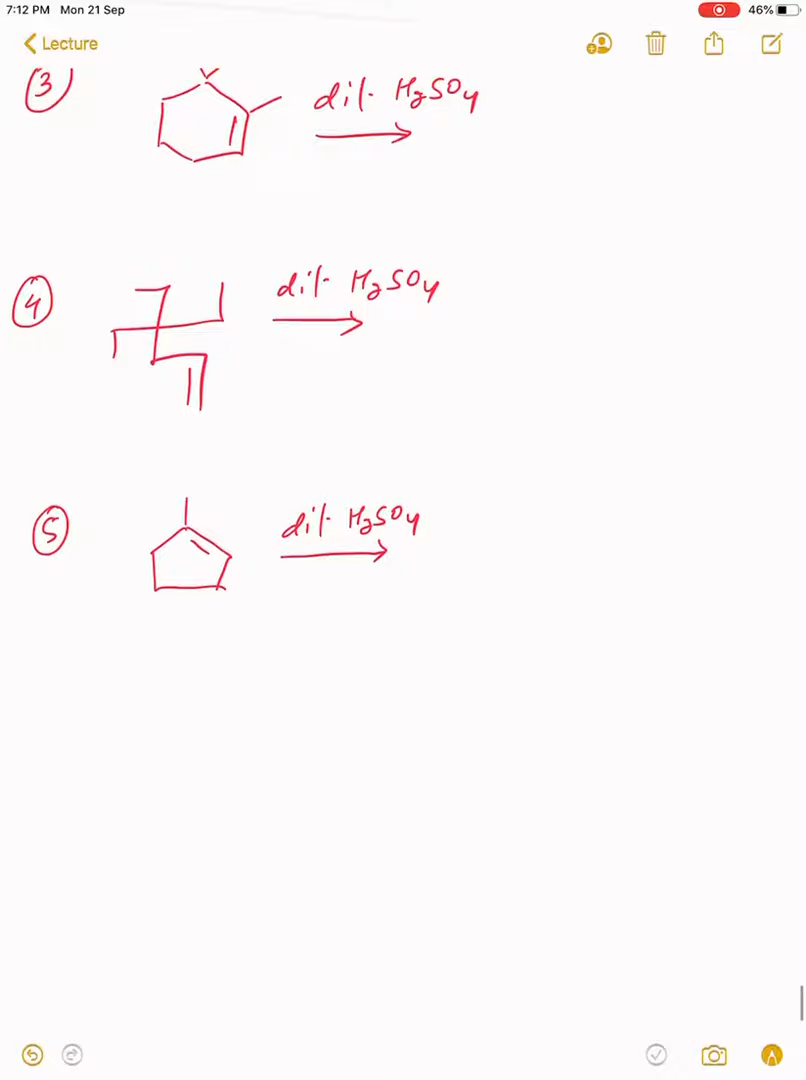 7:12 PM Mon 21 Sep
46%
Lecture
3 dil. H2SO4
4 dil. H2SO4
5 dil. H2SO4